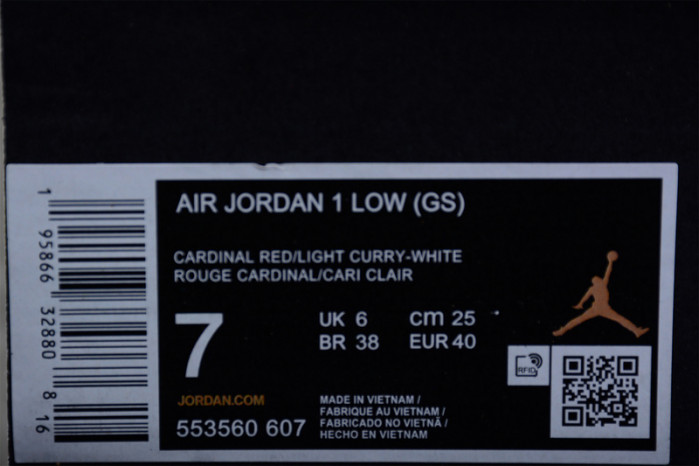 AIR JORDAN 1 LOW (GS)
CARDINAL RED/LIGHT CURRY-WHITE
ROUGE CARDINAL/CARI CLAIR
7
UK 6 cm 25
BR 38 EUR 40
RFID
JORDAN.COM
553560 607
MADE IN VIETNAM /
FABRIQUE AU VIETNAM /
FABRICADO NO VIETNÃ /
HECHO EN VIETNAM
1 95866 32880 8 16